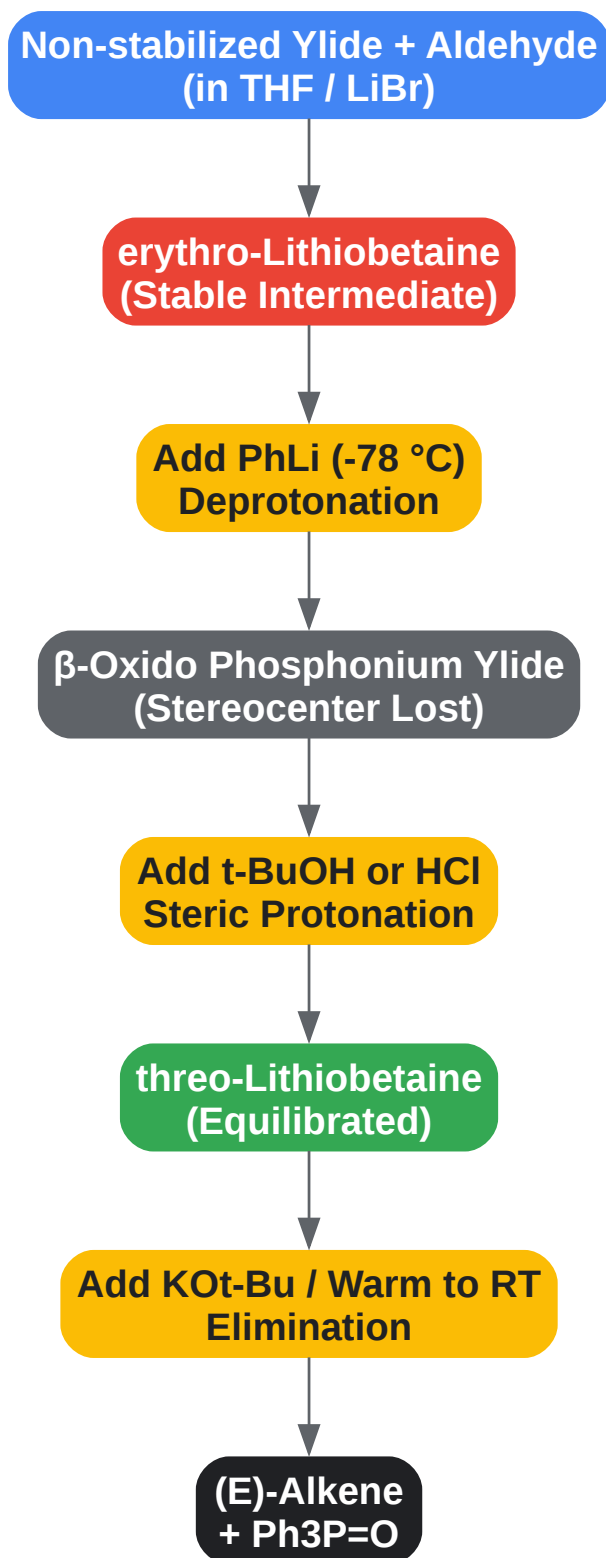 Non-stabilized Ylide + Aldehyde
(in THF / LiBr)
erythro-Lithiobetaine
(Stable Intermediate)
Add PhLi (-78 °C)
Deprotonation
β-Oxido Phosphonium Ylide
(Stereocenter Lost)
Add t-BuOH or HCl
Steric Protonation
threo-Lithiobetaine
(Equilibrated)
Add KOt-Bu / Warm to RT
Elimination
(E)-Alkene
+ Ph3P=O